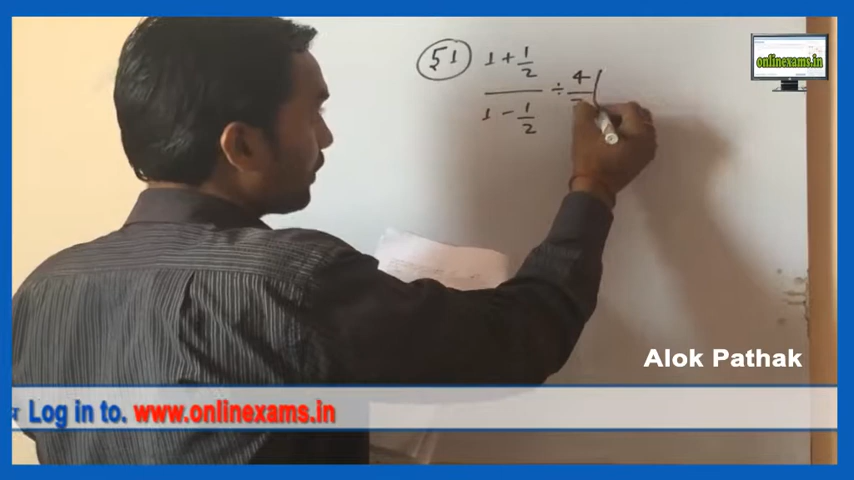 51 1 + 1/2
1 - 1/2 ÷ 4/
onlinexams.in
Alok Pathak
Log in to. www.onlinexams.in